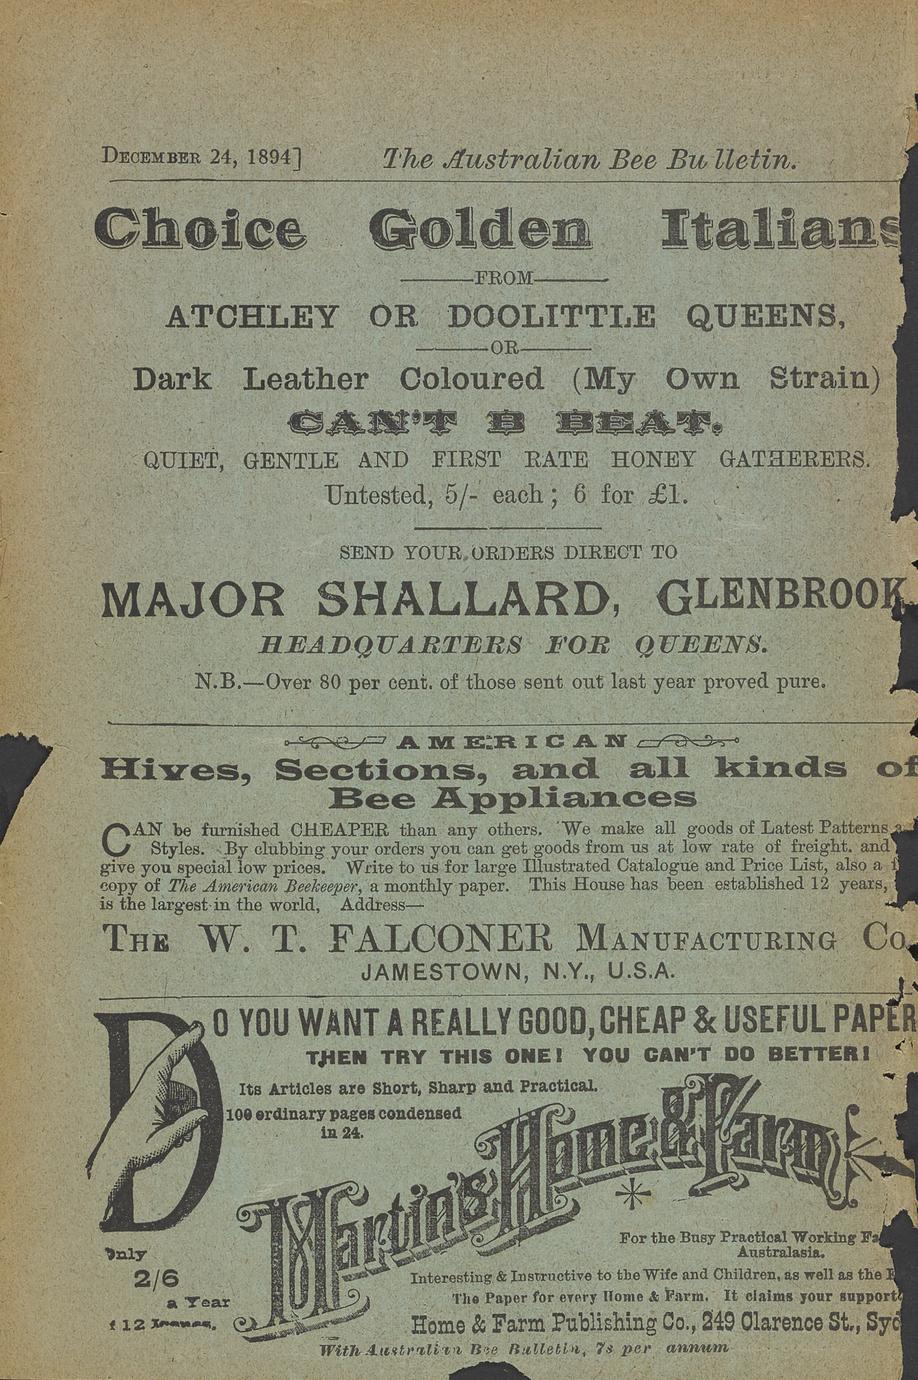 DECEMBER 24, 1894]
The Australian Bee Bulletin.
Choice Golden Italians
FROM
ATCHLEY OR DOOLITTLE QUEENS,
OR
Dark Leather Coloured (My Own Strain)
CAN'T B BEAT.
QUIET, GENTLE AND FIRST RATE HONEY GATHERERS.
Untested, 5/- each; 6 for £1.
SEND YOUR ORDERS DIRECT TO
MAJOR SHALLARD, GLENBROOK
HEADQUARTERS FOR QUEENS.
N.B.—Over 80 per cent. of those sent out last year proved pure.
AMERICAN
Hives, Sections, and all kinds of
Bee Appliances
CAN be furnished CHEAPER than any others. We make all goods of Latest Patterns
Styles. By clubbing your orders you can get goods from us at low rate of freight. and
give you special low prices. Write to us for large Illustrated Catalogue and Price List, also a
copy of The American Beekeeper, a monthly paper. This House has been established 12 years,
is the largest in the world, Address—
THE W. T. FALCONER MANUFACTURING Co.
JAMESTOWN, N.Y., U.S.A.
DO YOU WANT A REALLY GOOD, CHEAP & USEFUL PAPER
THEN TRY THIS ONE! YOU CAN'T DO BETTER!
Its Articles are Short, Sharp and Practical.
100 ordinary pages condensed
in 24.
Martin's Home & Farm
For the Busy Practical Working
Australasia.
Only
2/6
a Year
12 Issues.
Interesting & Instructive to the Wife and Children, as well as the
The Paper for every Home & Farm. It claims your support
Home & Farm Publishing Co., 249 Clarence St., Syd
With Australian Bee Bulletin, 7s per annum